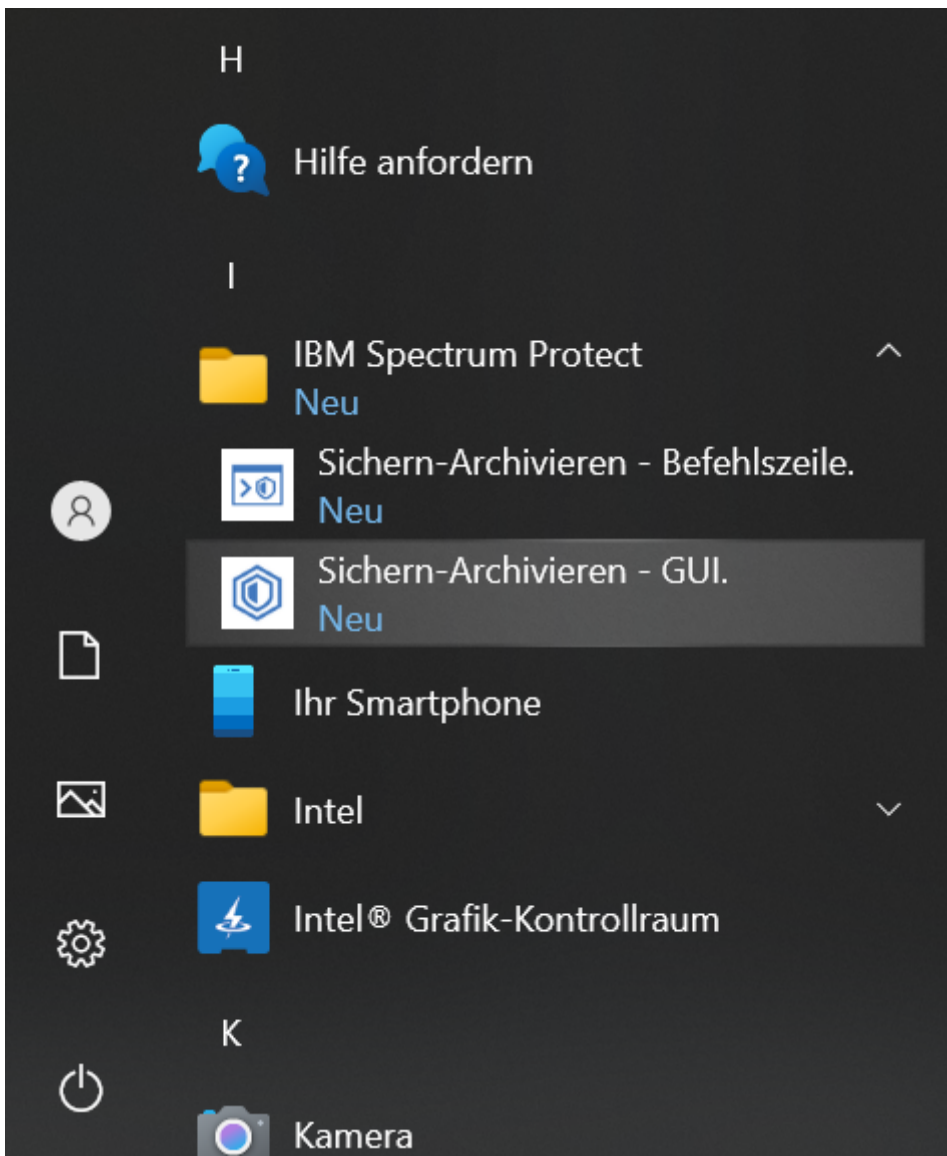 H
Hilfe anfordern
I
IBM Spectrum Protect
Neu
Sichern-Archivieren - Befehlszeile.
Neu
Sichern-Archivieren - GUI.
Neu
Ihr Smartphone
Intel
Intel® Grafik-Kontrollraum
K
Kamera